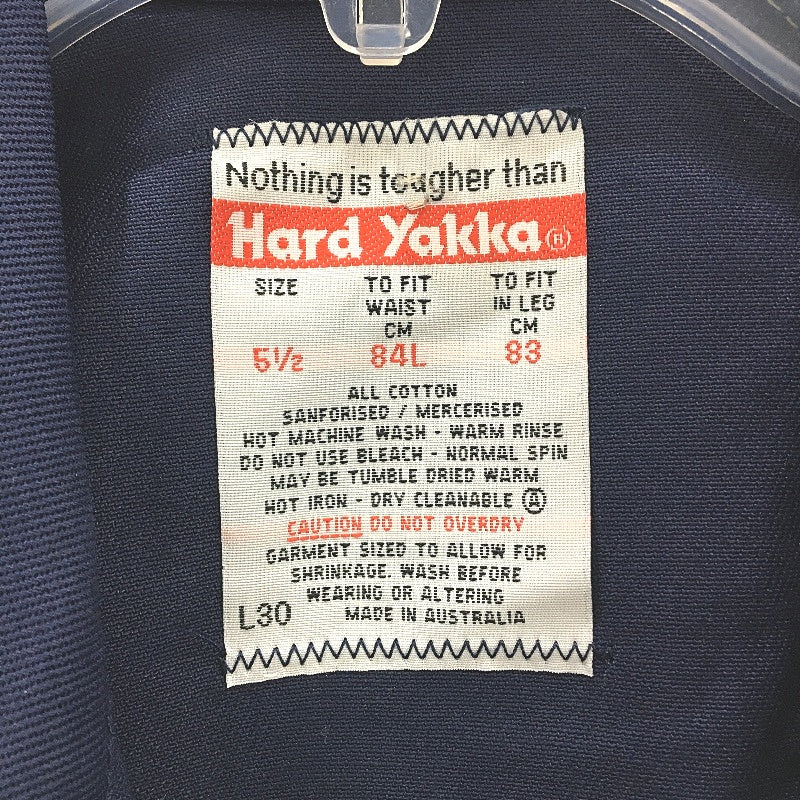 Nothing is tougher than
Hard Yakka (H)
SIZE TO FIT WAIST CM TO FIT IN LEG CM
5½ 84L 83
ALL COTTON
SANFORISED / MERCERISED
HOT MACHINE WASH - WARM RINSE
DO NOT USE BLEACH - NORMAL SPIN
MAY BE TUMBLE DRIED WARM
HOT IRON - DRY CLEANABLE Ⓐ
CAUTION DO NOT OVERDRY
GARMENT SIZED TO ALLOW FOR
SHRINKAGE. WASH BEFORE
WEARING OR ALTERING
L30 MADE IN AUSTRALIA